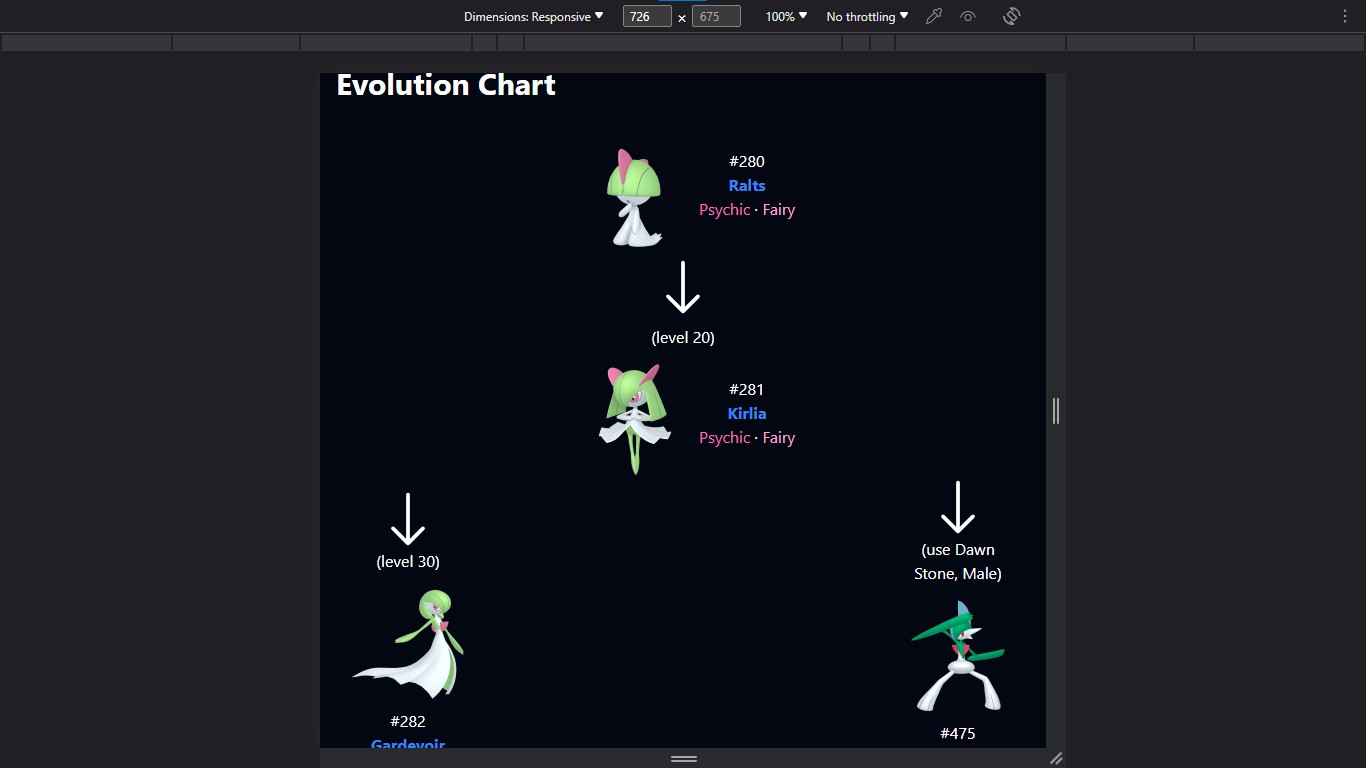 Dimensions: Responsive
726 x 675
100%
No throttling
Evolution Chart
#280
Ralts
Psychic · Fairy
(level 20)
#281
Kirlia
Psychic · Fairy
(level 30)
#282
Gardevoir
(use Dawn
Stone, Male)
#475